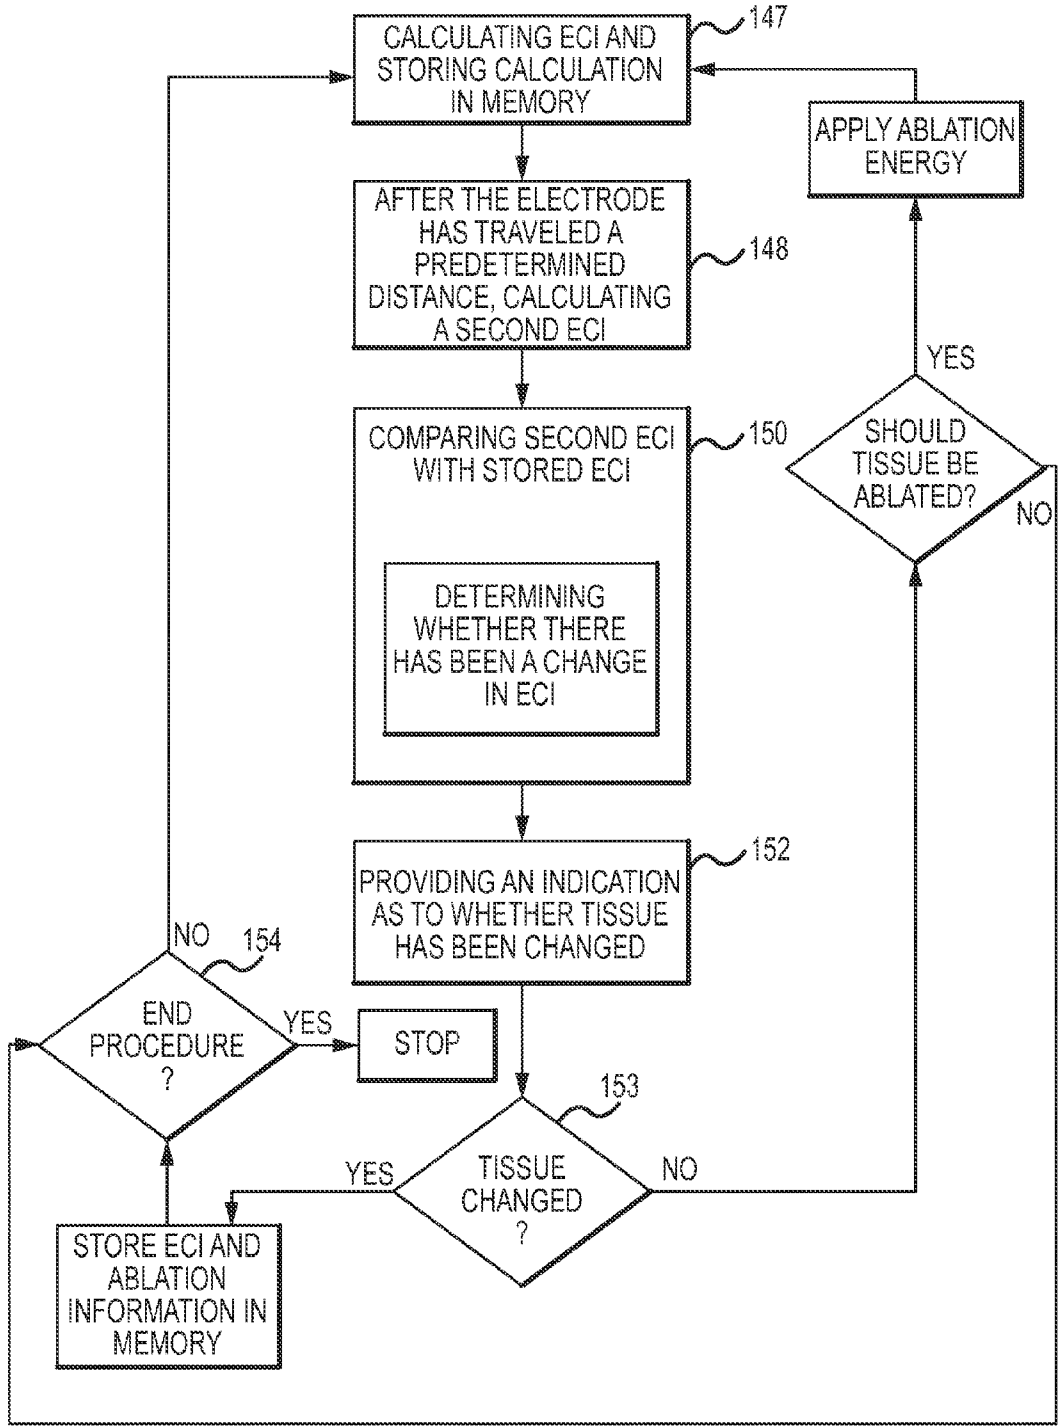 147
CALCULATING ECI AND
STORING CALCULATION
IN MEMORY
APPLY ABLATION
ENERGY
AFTER THE ELECTRODE
HAS TRAVELED A
PREDETERMINED
DISTANCE, CALCULATING
A SECOND ECI
148
YES
SHOULD
TISSUE BE
ABLATED?
NO
COMPARING SECOND ECI
WITH STORED ECI
150
DETERMINING
WHETHER THERE
HAS BEEN A CHANGE
IN ECI
152
PROVIDING AN INDICATION
AS TO WHETHER TISSUE
HAS BEEN CHANGED
NO
154
END
PROCEDURE
?
YES
STOP
153
TISSUE
CHANGED
?
YES
NO
STORE ECI AND
ABLATION
INFORMATION IN
MEMORY